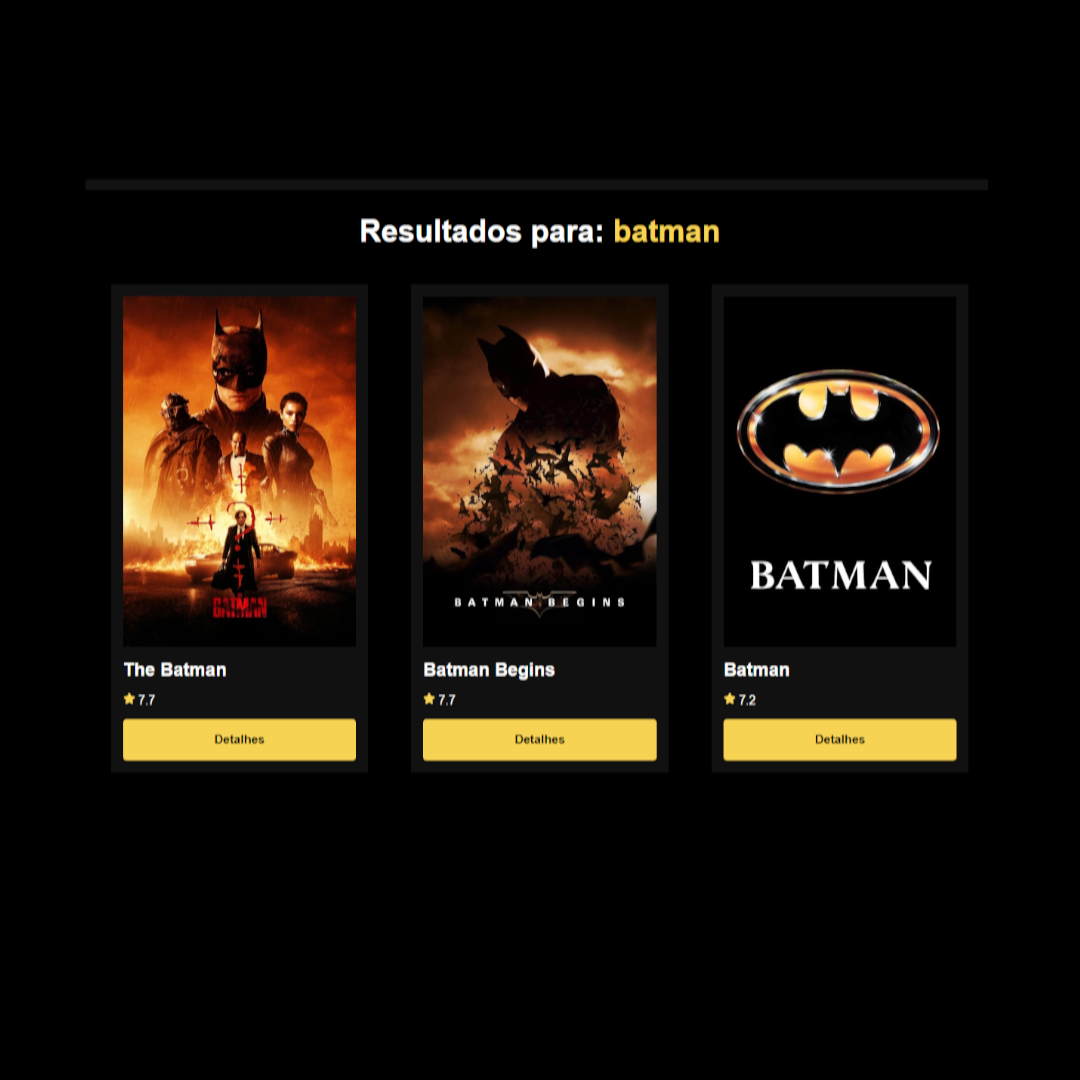 Resultados para: batman
BATMAN
BATMAN BEGINS
BATMAN
The Batman
Batman Begins
Batman
7.7
7.7
7.2
Detalhes
Detalhes
Detalhes